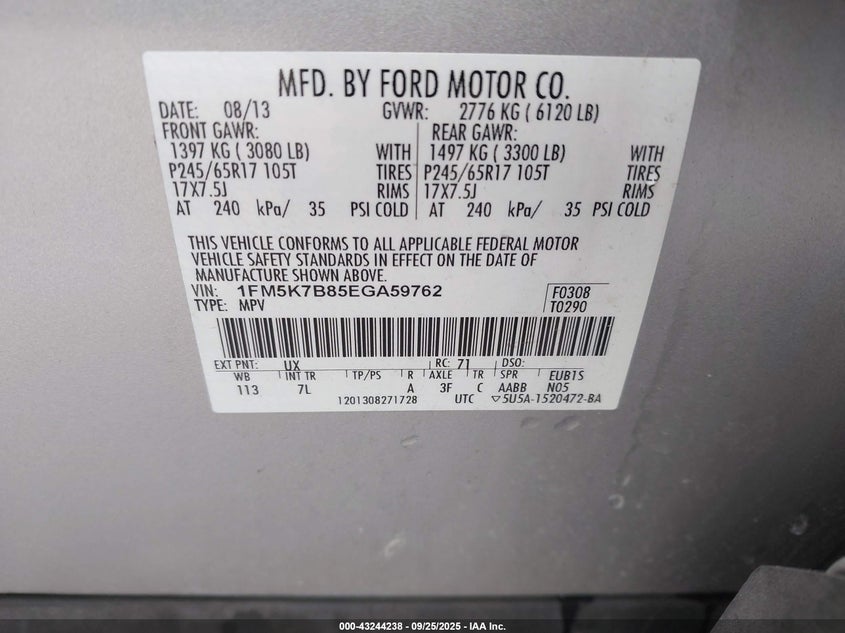 MFD. BY FORD MOTOR CO.
DATE: 08/13 GVWR: 2776 KG ( 6120 LB)
FRONT GAWR: REAR GAWR:
1397 KG ( 3080 LB) WITH 1497 KG ( 3300 LB) WITH
P245/65R17 105T TIRES P245/65R17 105T TIRES
17X7.5J RIMS 17X7.5J RIMS
AT 240 kPa/ 35 PSI COLD AT 240 kPa/ 35 PSI COLD
THIS VEHICLE CONFORMS TO ALL APPLICABLE FEDERAL MOTOR
VEHICLE SAFETY STANDARDS IN EFFECT ON THE DATE OF
MANUFACTURE SHOWN ABOVE.
VIN: 1FM5K7B85EGA59762 F0308
TYPE: MPV T0290
EXT PNT: UX RC: 71 DSO:
WB INT TR TP/PS R AXLE TR SPR EUB1S
113 7L A 3F C AABB N05
1201308271728 UTC ▽5U5A-1520472-BA
000-43244238 - 09/25/2025 - IAA Inc.